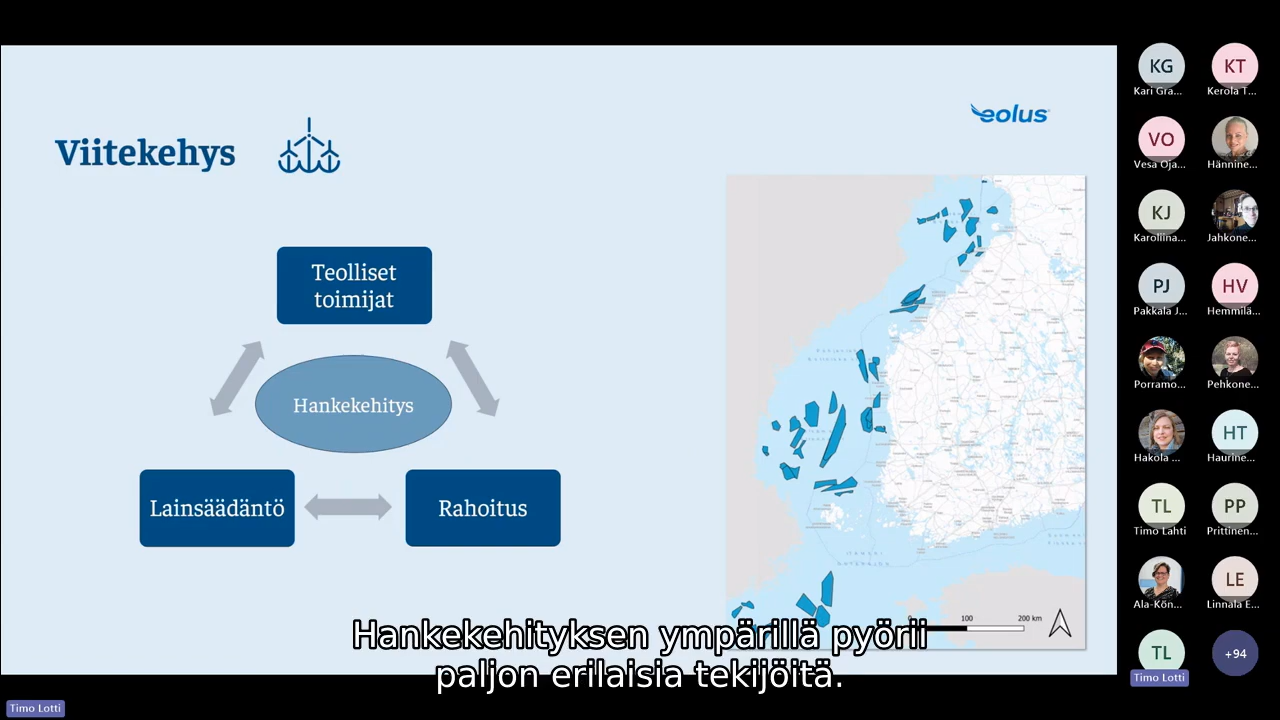 eolus
Viitekehys
Teolliset
toimijat
Hankekehitys
Lainsäädäntö
Rahoitus
100
200 km
Hankekehityksen ympärillä pyörii
paljon erilaisia tekijöitä.
KG
Kari Gra...
KT
Kerola T...
VO
Vesa Oja...
Hännine...
KJ
Karoliina...
Jahkone...
PJ
Pakkala J...
HV
Hemmilä...
Porramo...
Pehkone...
Hakola ...
HT
Haurine...
TL
Timo Lahti
PP
Prittinen...
Ala-Kön...
LE
Linnala E...
TL
Timo Lotti
+94
Timo Lotti